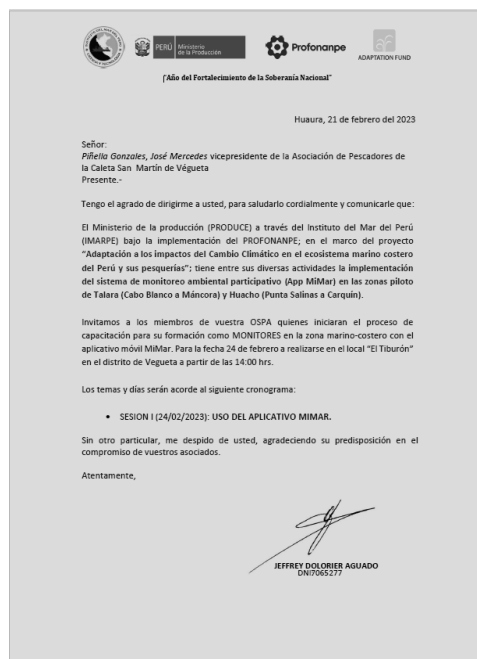 PERÚ
Ministerio
de la Producción
Profonanpe
ADAPTATION FUND
"Año del Fortalecimiento de la Soberanía Nacional"
Huaura, 21 de febrero del 2023
Señor:
Piñella Gonzales, José Mercedes vicepresidente de la Asociación de Pescadores de
la Caleta San Martín de Végueta
Presente.-
Tengo el agrado de dirigirme a usted, para saludarlo cordialmente y comunicarle que:
El Ministerio de la producción (PRODUCE) a través del Instituto del Mar del Perú
(IMARPE) bajo la implementación del PROFONANPE; en el marco del proyecto
"Adaptación a los impactos del Cambio Climático en el ecosistema marino costero
del Perú y sus pesquerías"; tiene entre sus diversas actividades la implementación
del sistema de monitoreo ambiental participativo (App MiMar) en las zonas piloto
de Talara (Cabo Blanco a Máncora) y Huacho (Punta Salinas a Carquín).
Invitamos a los miembros de vuestra OSPA quienes iniciaran el proceso de
capacitación para su formación como MONITORES en la zona marino-costero con el
aplicativo móvil MiMar. Para la fecha 24 de febrero a realizarse en el local "El Tiburón"
en el distrito de Vegueta a partir de las 14:00 hrs.
Los temas y días serán acorde al siguiente cronograma:
• SESION I (24/02/2023): USO DEL APLICATIVO MIMAR.
Sin otro particular, me despido de usted, agradeciendo su predisposición en el
compromiso de vuestros asociados.
Atentamente,
JEFFREY DOLORIER AGUADO
DNI7065277